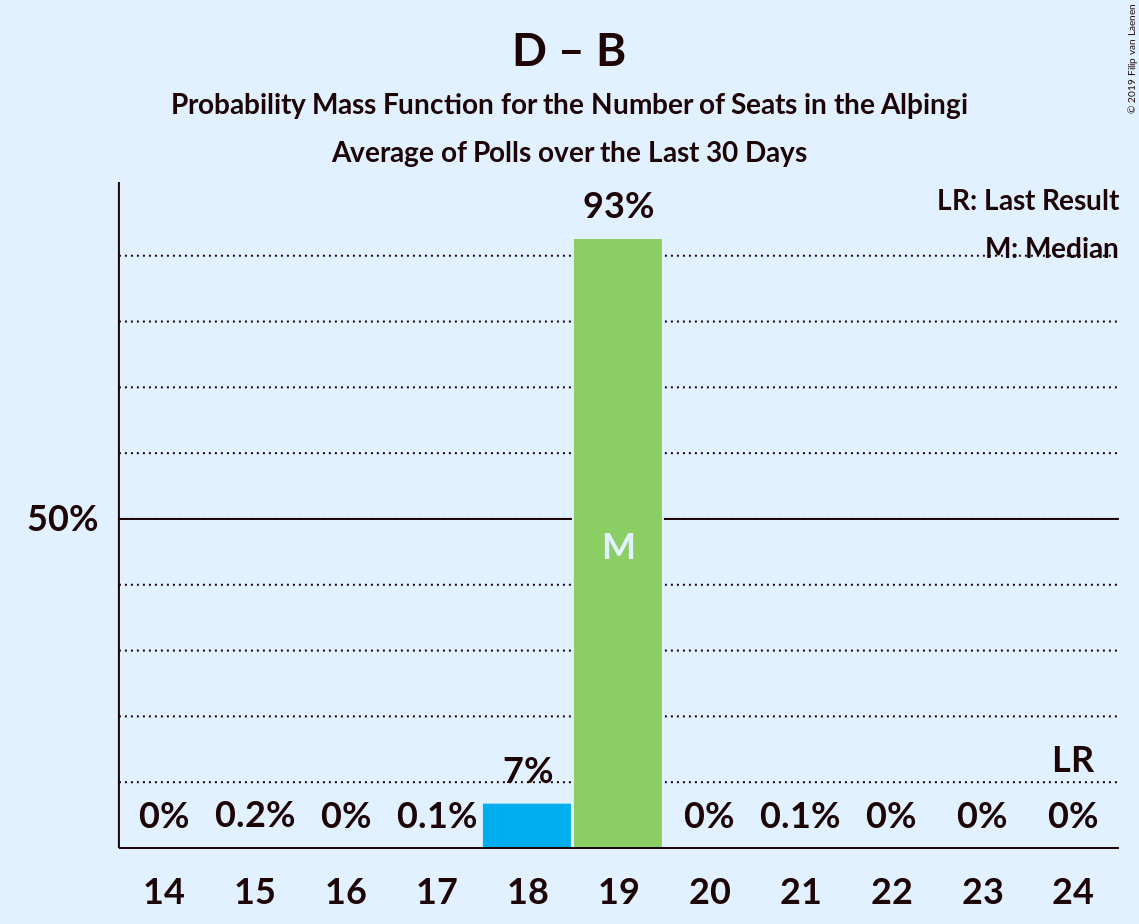 D – B
Probability Mass Function for the Number of Seats in the Alþingi
Average of Polls over the Last 30 Days
© 2019 Filip van Laenen
LR: Last Result
M: Median
93%
50%
M
7%
LR
0% 0.2% 0% 0.1% 0% 0.1% 0% 0% 0%
14 15 16 17 18 19 20 21 22 23 24